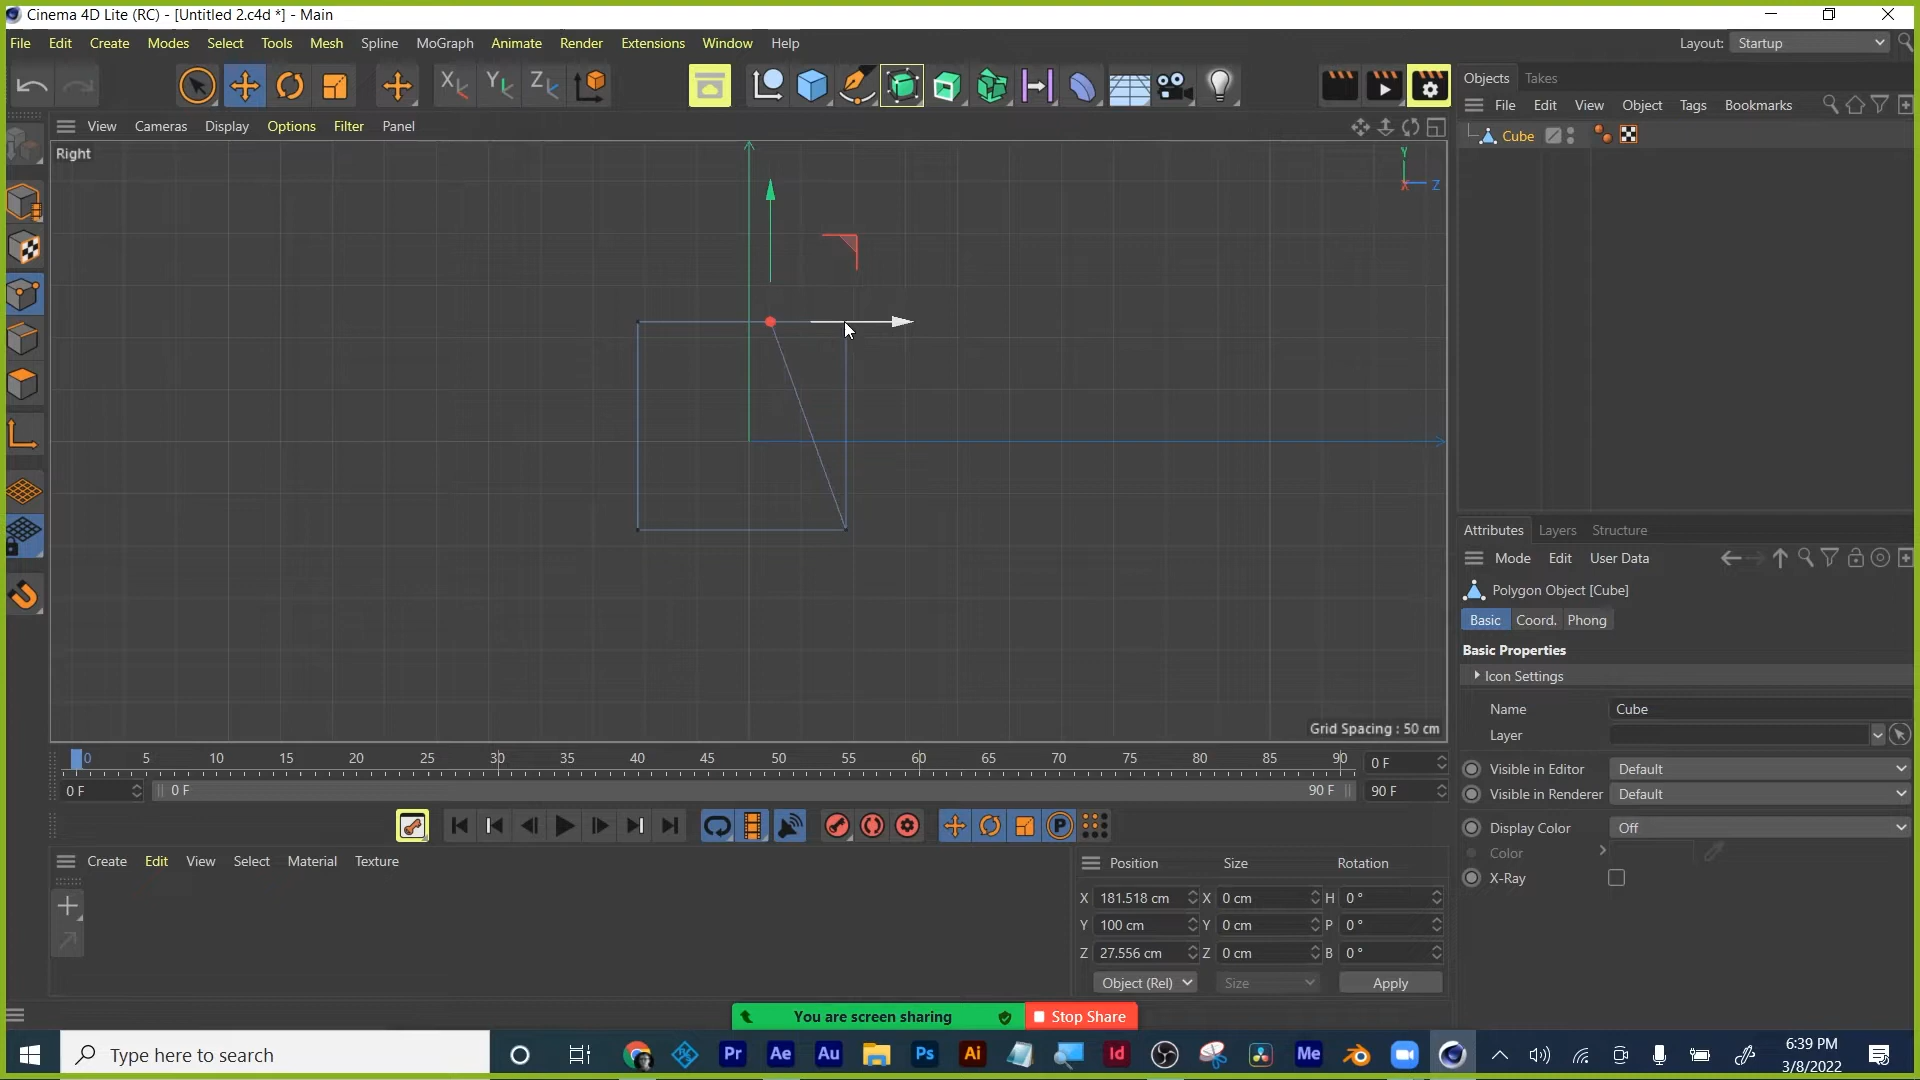 Cinema 4D Lite (RC) - [Untitled 2.c4d *] - Main
File Edit Create Modes Select Tools Mesh Spline MoGraph Animate Render Extensions Window Help
Layout: Startup
X Y Z
Objects Takes
File Edit View Object Tags Bookmarks
View Cameras Display Options Filter Panel
Cube
Right
Y
X Z
Grid Spacing : 50 cm
Attributes Layers Structure
Mode Edit User Data
Polygon Object [Cube]
Basic Coord. Phong
Basic Properties
Icon Settings
Name Cube
Layer
Visible in Editor Default
Visible in Renderer Default
Display Color Off
Color
X-Ray
0 5 10 15 20 25 30 35 40 45 50 55 60 65 70 75 80 85 90
0 F
0 F 0 F 90 F 90 F
P
Create Edit View Select Material Texture
Position Size Rotation
X 181.518 cm X 0 cm H 0 °
Y 100 cm Y 0 cm P 0 °
Z 27.556 cm Z 0 cm B 0 °
Object (Rel) Size Apply
You are screen sharing Stop Share
Type here to search
Pr Ae Au Ps Ai Id Me
6:39 PM
3/8/2022